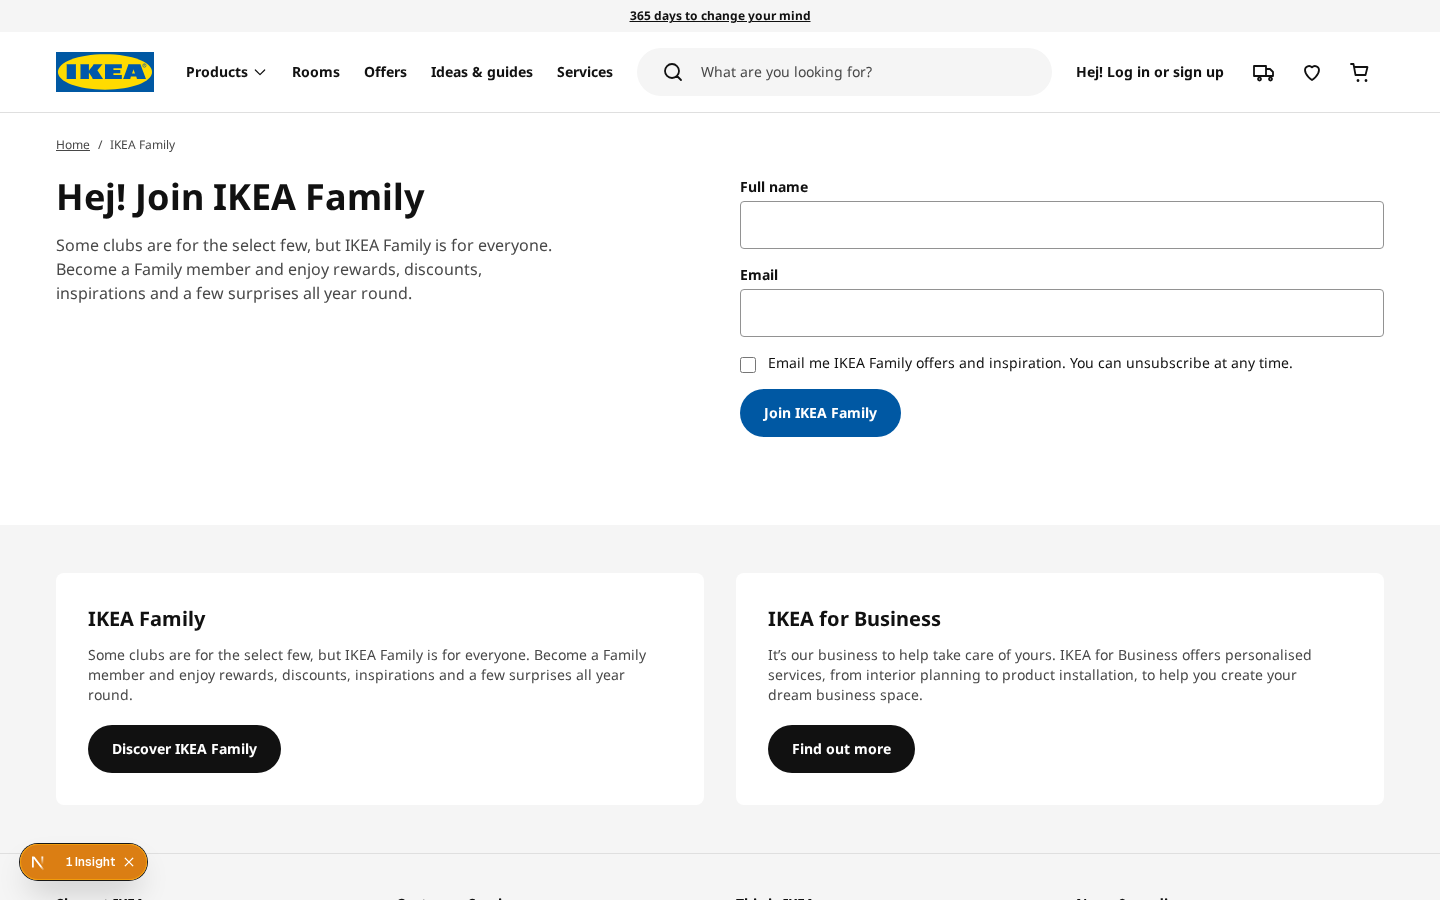 365 days to change your mind
IKEA
Products
Rooms
Offers
Ideas & guides
Services
What are you looking for?
Hej! Log in or sign up
Home / IKEA Family
Hej! Join IKEA Family
Some clubs are for the select few, but IKEA Family is for everyone.
Become a Family member and enjoy rewards, discounts,
inspirations and a few surprises all year round.
Full name
Email
Email me IKEA Family offers and inspiration. You can unsubscribe at any time.
Join IKEA Family
IKEA Family
Some clubs are for the select few, but IKEA Family is for everyone. Become a Family
member and enjoy rewards, discounts, inspirations and a few surprises all year
round.
Discover IKEA Family
IKEA for Business
It’s our business to help take care of yours. IKEA for Business offers personalised
services, from interior planning to product installation, to help you create your
dream business space.
Find out more
1 Insight